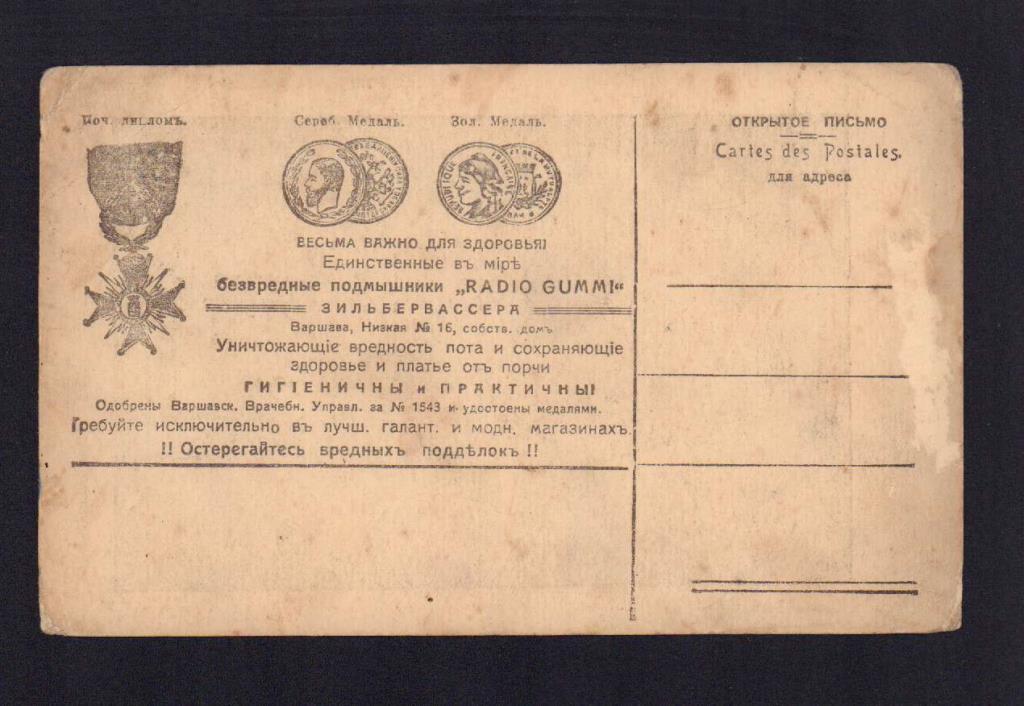 Поч. дипломъ.
Сереб. Медаль.
Зол. Медаль.
RÉPUBLIQUE FRANÇAISE
ВЕСЬМА ВАЖНО ДЛЯ ЗДОРОВЬЯ!
Единственные въ мірѣ
безвредные подмышники „RADIO GUMMI“
ЗИЛЬБЕРВАССЕРА
Варшава, Низкая № 16, собств. домъ
Уничтожающіе вредность пота и сохраняющіе
здоровье и платье отъ порчи
ГИГІЕНИЧНЫ и ПРАКТИЧНЫ!
Одобрены Варшавск. Врачебн. Управл. за № 1543 и удостоены медалями.
Требуйте исключительно въ лучш. галант. и модн. магазинахъ.
!! Остерегайтесь вредныхъ поддѣлокъ !!
ОТКРЫТОЕ ПИСЬМО
Cartes des Postales.
для адреса